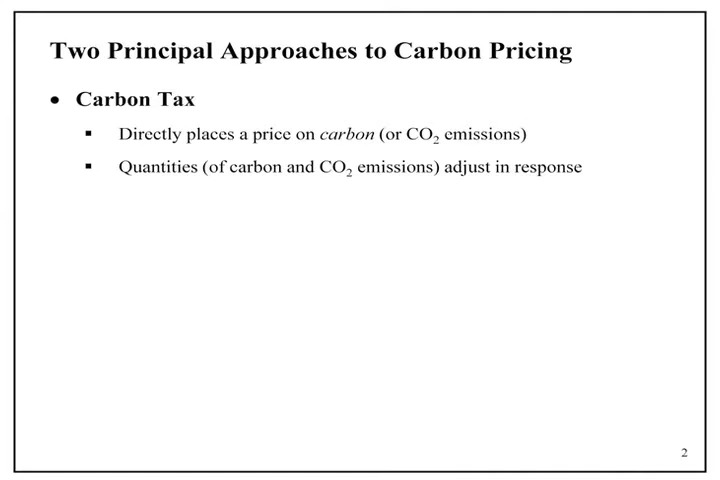 Two Principal Approaches to Carbon Pricing
• Carbon Tax
▪ Directly places a price on carbon (or CO₂ emissions)
▪ Quantities (of carbon and CO₂ emissions) adjust in response
2